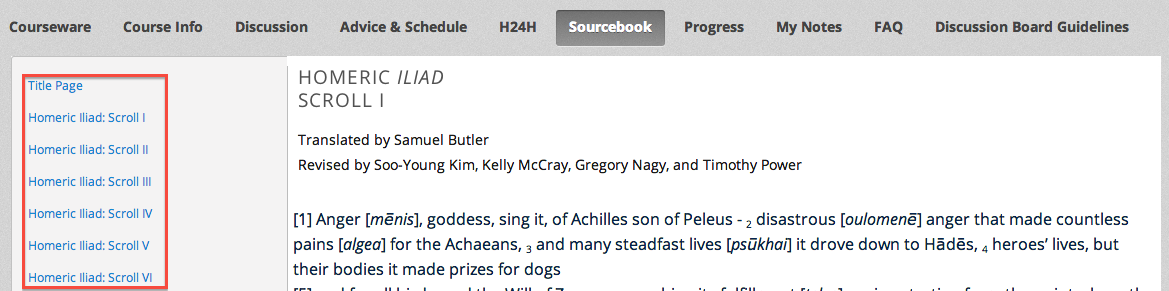 Courseware Course Info Discussion Advice & Schedule H24H Sourcebook Progress My Notes FAQ Discussion Board Guidelines
Title Page
Homeric Iliad: Scroll I
Homeric Iliad: Scroll II
Homeric Iliad: Scroll III
Homeric Iliad: Scroll IV
Homeric Iliad: Scroll V
Homeric Iliad: Scroll VI
HOMERIC ILIAD
SCROLL I
Translated by Samuel Butler
Revised by Soo-Young Kim, Kelly McCray, Gregory Nagy, and Timothy Power
[1] Anger [mēnis], goddess, sing it, of Achilles son of Peleus - 2 disastrous [oulomenē] anger that made countless
pains [algea] for the Achaeans, 3 and many steadfast lives [psūkhai] it drove down to Hādēs, 4 heroes’ lives, but
their bodies it made prizes for dogs